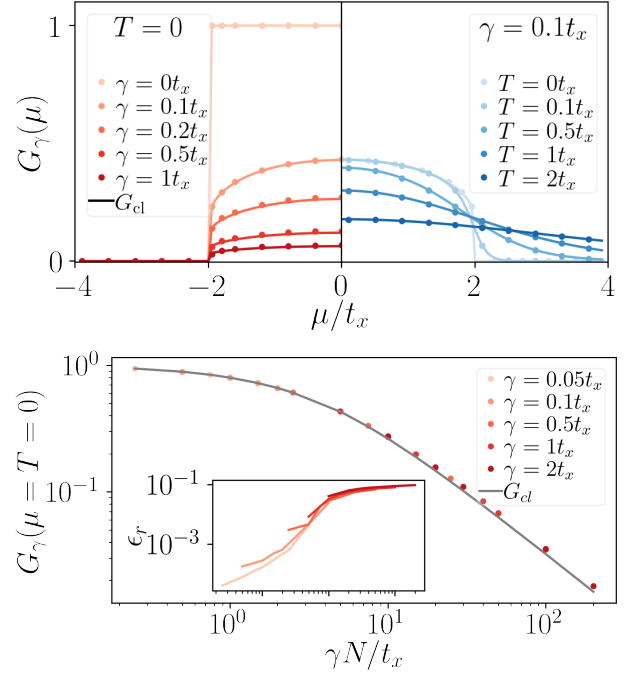 T = 0
γ = 0t_x
γ = 0.1t_x
γ = 0.2t_x
γ = 0.5t_x
γ = 1t_x
G_cl
γ = 0.1t_x
T = 0t_x
T = 0.1t_x
T = 0.5t_x
T = 1t_x
T = 2t_x
G_γ(μ)
1
0
−4 −2 0 2 4
μ/t_x
G_γ(μ = T = 0)
10^0
10^−1
γ = 0.05t_x
γ = 0.1t_x
γ = 0.5t_x
γ = 1t_x
γ = 2t_x
G_cl
ϵ_r
10^−1
10^−3
10^0 10^1 10^2
γN/t_x